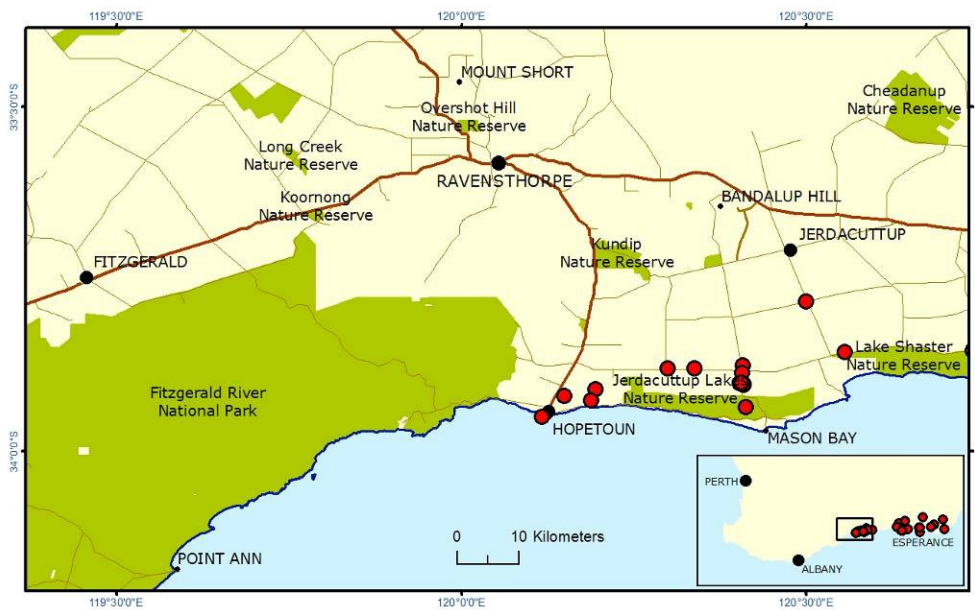 119°30'0"E
120°0'0"E
120°30'0"E
33°30'0"S
34°0'0"S
MOUNT SHORT
Overshot Hill
Nature Reserve
Cheadanup
Nature Reserve
Long Creek
Nature Reserve
RAVENSTHORPE
Koornong
Nature Reserve
BANDALUP HILL
JERDACUTTUP
Kundip
Nature Reserve
FITZGERALD
Lake Shaster
Nature Reserve
Fitzgerald River
National Park
Jerdacuttup Lakes
Nature Reserve
HOPETOUN
MASON BAY
0 10 Kilometers
POINT ANN
PERTH
ESPERANCE
ALBANY
119°30'0"E
120°0'0"E
120°30'0"E